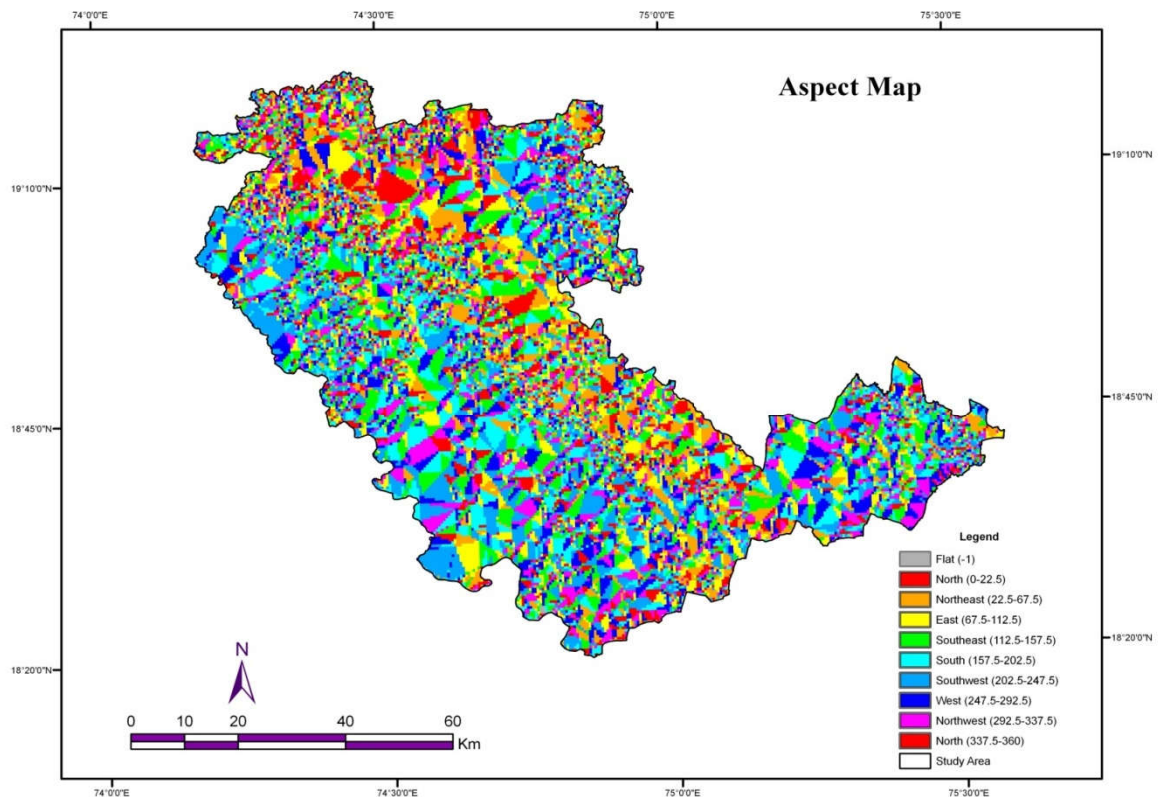 74°0'0"E 74°30'0"E 75°0'0"E 75°30'0"E
Aspect Map
19°10'0"N
19°10'0"N
18°45'0"N
18°45'0"N
Legend
Flat (-1)
North (0-22.5)
Northeast (22.5-67.5)
East (67.5-112.5)
Southeast (112.5-157.5)
South (157.5-202.5)
Southwest (202.5-247.5)
West (247.5-292.5)
Northwest (292.5-337.5)
North (337.5-360)
Study Area
18°20'0"N
18°20'0"N
N
0 10 20 40 60
Km
74°0'0"E 74°30'0"E 75°0'0"E 75°30'0"E